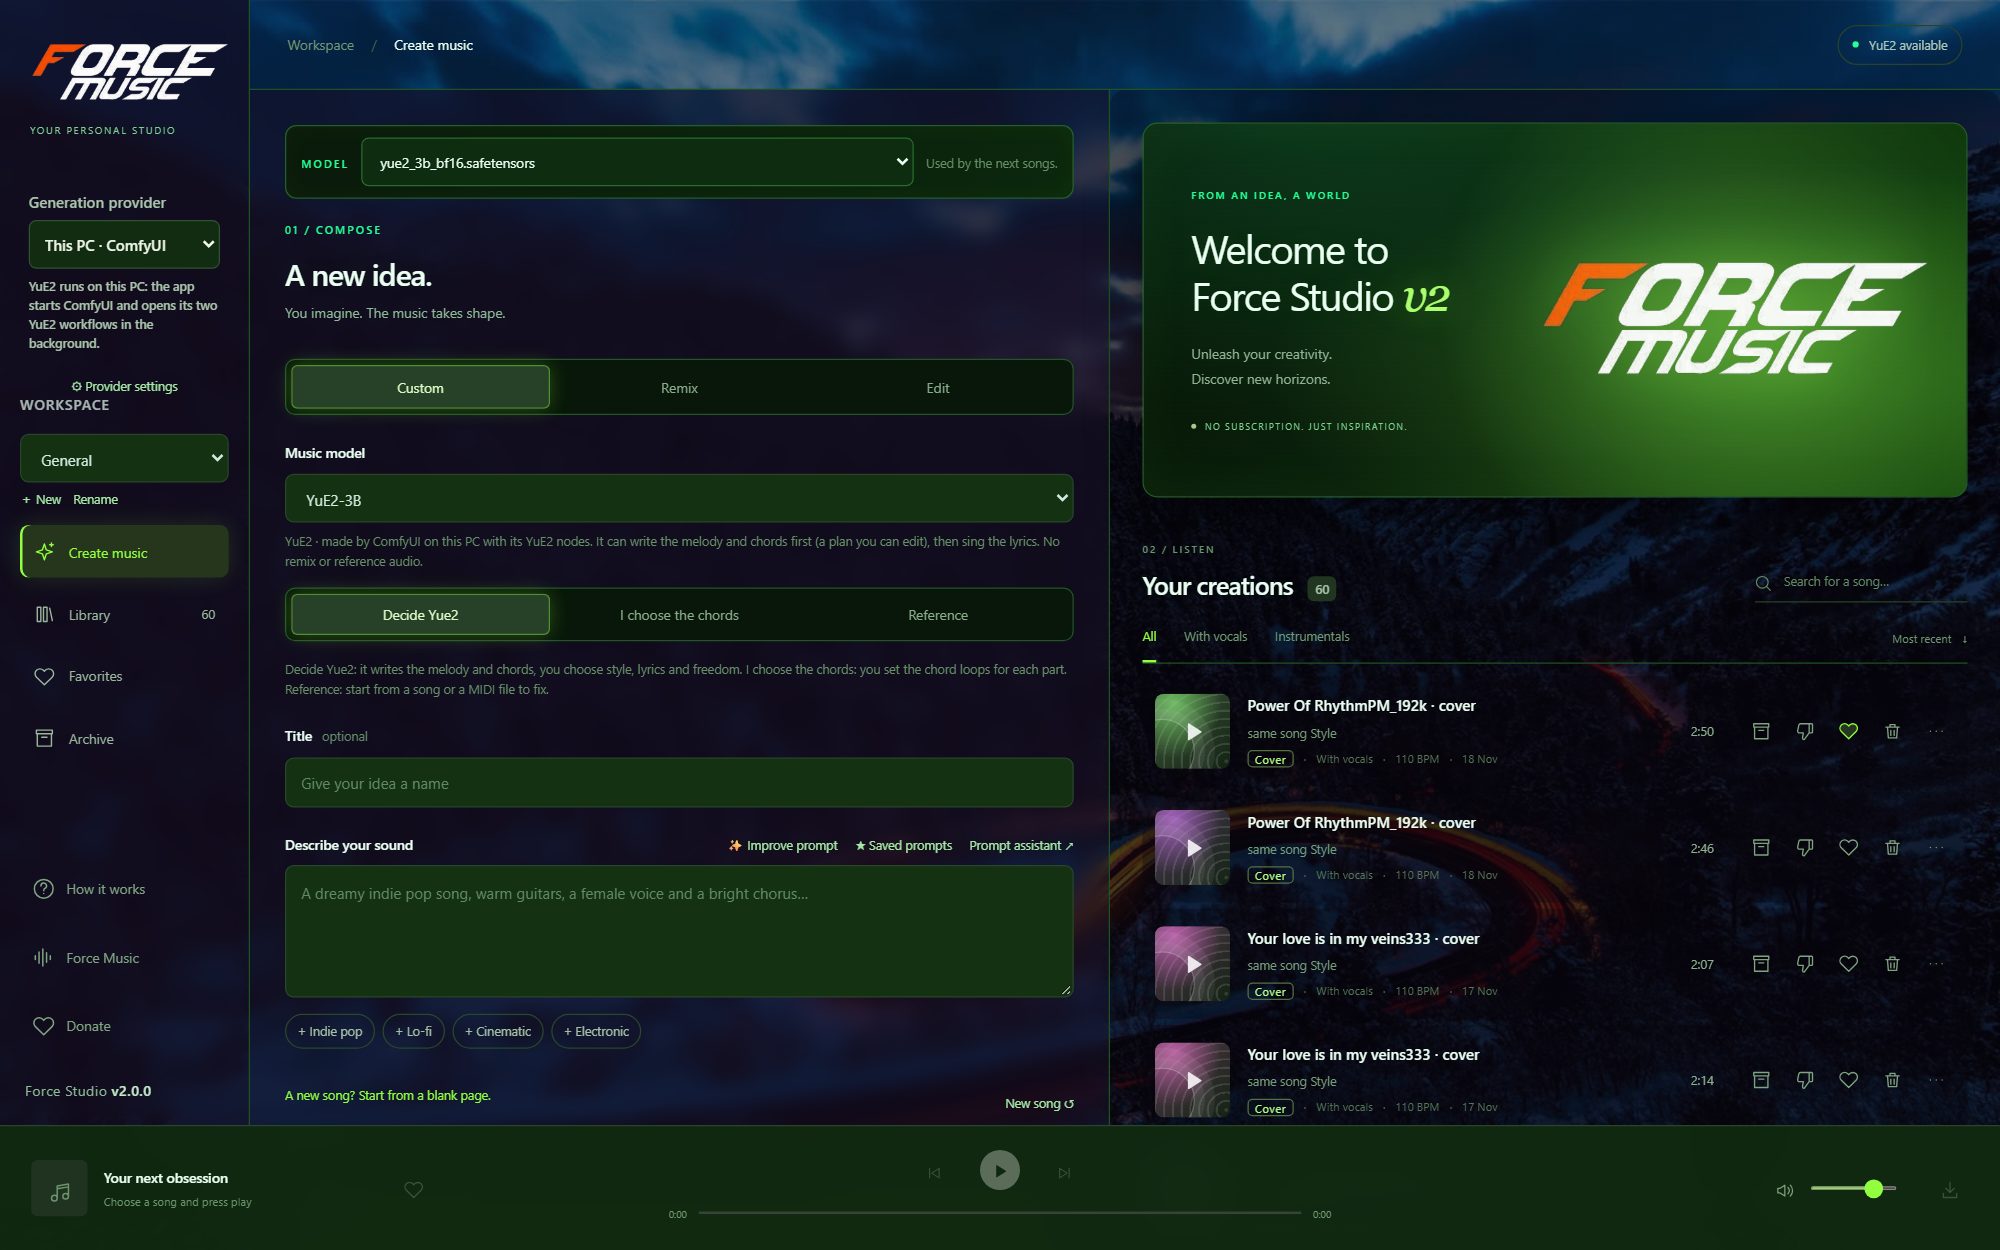 FORCE
MUSIC
YOUR PERSONAL STUDIO
Generation provider
This PC · ComfyUI
YuE2 runs on this PC: the app
starts ComfyUI and opens its two
YuE2 workflows in the
background.
⚙ Provider settings
WORKSPACE
General
+ New Rename
Create music
Library 60
Favorites
Archive
How it works
Force Music
Donate
Force Studio v2.0.0
Workspace / Create music
YuE2 available
MODEL yue2_3b_bf16.safetensors Used by the next songs.
01 / COMPOSE
A new idea.
You imagine. The music takes shape.
Custom Remix Edit
Music model
YuE2-3B
YuE2 · made by ComfyUI on this PC with its YuE2 nodes. It can write the melody and chords first (a plan you can edit), then sing the lyrics. No
remix or reference audio.
Decide Yue2 I choose the chords Reference
Decide Yue2: it writes the melody and chords, you choose style, lyrics and freedom. I choose the chords: you set the chord loops for each part.
Reference: start from a song or a MIDI file to fix.
Title optional
Give your idea a name
Describe your sound ✨ Improve prompt ★ Saved prompts Prompt assistant ↗
A dreamy indie pop song, warm guitars, a female voice and a bright chorus...
+ Indie pop + Lo-fi + Cinematic + Electronic
A new song? Start from a blank page.
New song ↺
FROM AN IDEA, A WORLD
Welcome to
Force Studio v2
Unleash your creativity.
Discover new horizons.
NO SUBSCRIPTION. JUST INSPIRATION.
FORCE
MUSIC
02 / LISTEN
Your creations 60
Search for a song...
All With vocals Instrumentals
Most recent ↓
Power Of RhythmPM_192k · cover
same song Style
Cover · With vocals · 110 BPM · 18 Nov
2:50
Power Of RhythmPM_192k · cover
same song Style
Cover · With vocals · 110 BPM · 18 Nov
2:46
Your love is in my veins333 · cover
same song Style
Cover · With vocals · 110 BPM · 17 Nov
2:07
Your love is in my veins333 · cover
same song Style
Cover · With vocals · 110 BPM · 17 Nov
2:14
Your next obsession
Choose a song and press play
0:00 0:00